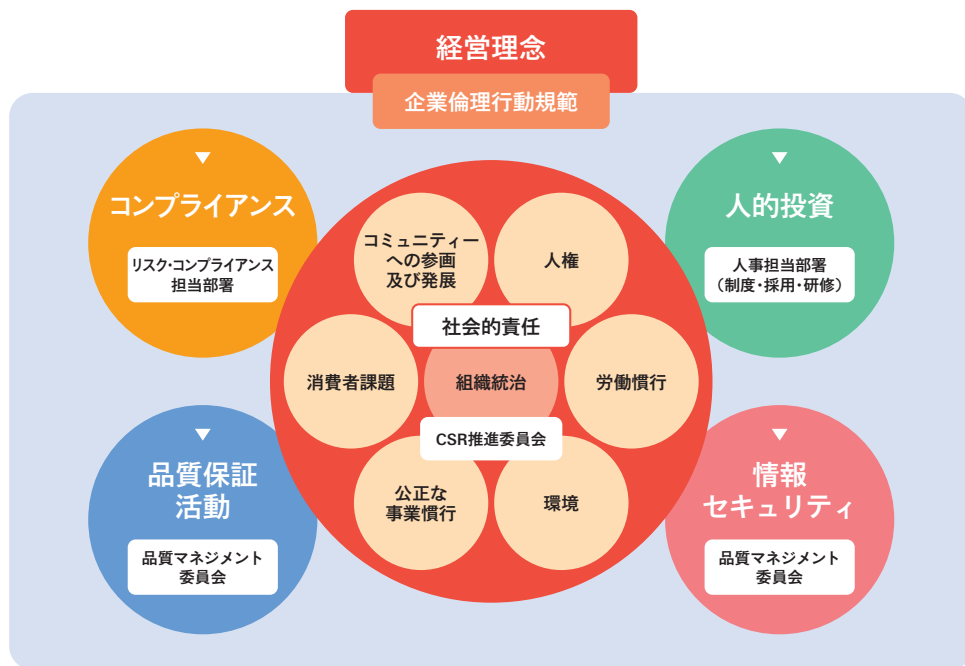 経営理念
企業倫理行動規範
コンプライアンス
リスク・コンプライアンス
担当部署
人的投資
人事担当部署
（制度・採用・研修）
コミュニティー
への参画
及び発展
人権
社会的責任
消費者課題
組織統治
労働慣行
CSR推進委員会
公正な
事業慣行
環境
品質保証
活動
品質マネジメント
委員会
情報
セキュリティ
品質マネジメント
委員会